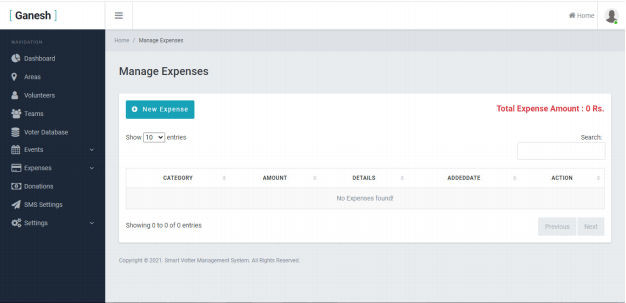 [ Ganesh ]
Home
NAVIGATION
Dashboard
Areas
Volunteers
Teams
Voter Database
Events
Expenses
Donations
SMS Settings
Settings
Home / Manage Expenses
Manage Expenses
New Expense
Total Expense Amount : 0 Rs.
Show 10 entries
Search:
CATEGORY AMOUNT DETAILS ADDEDDATE ACTION
No Expenses found!
Showing 0 to 0 of 0 entries
Previous Next
Copyright © 2021. Smart Votter Management System. All Rights Reserved.